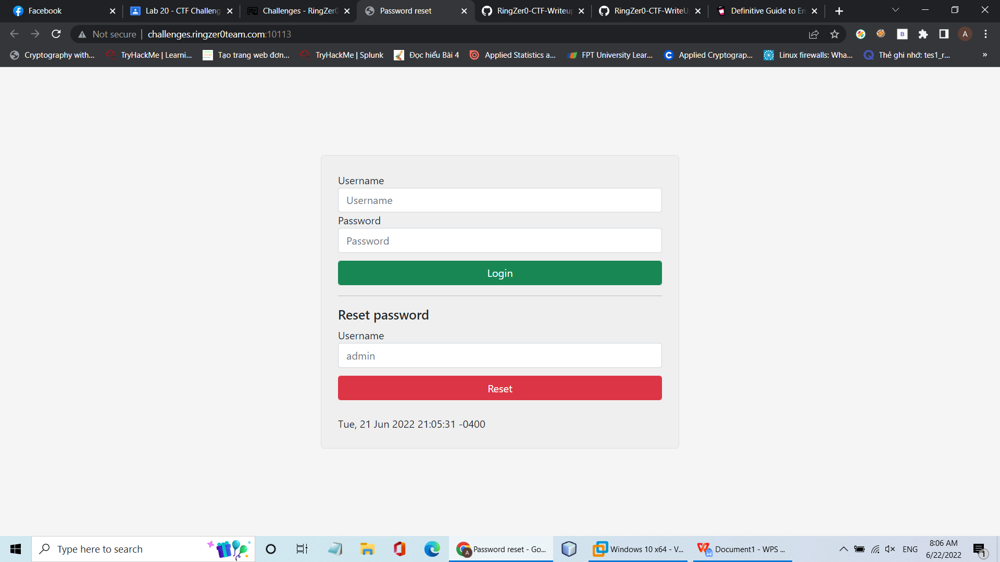 Facebook
Lab 20 - CTF Challeng
Challenges - RingZer0
Password reset
RingZer0-CTF-Writeup
RingZer0-CTF-WriteU
Definitive Guide to En
Not secure
challenges.ringzer0team.com:10113
A
Cryptography with...
TryHackMe | Learni...
Tạo trang web đơn...
TryHackMe | Splunk
Đọc hiểu Bài 4
Applied Statistics a...
FPT University Lear...
Applied Cryptograp...
Linux firewalls: Wha...
Thẻ ghi nhớ: tes1_r...
»
Username
Username
Password
Password
Login
Reset password
Username
admin
Reset
Tue, 21 Jun 2022 21:05:31 -0400
Type here to search
Password reset - Go...
Windows 10 x64 - V...
Document1 - WPS ...
ENG
8:06 AM
6/22/2022
1